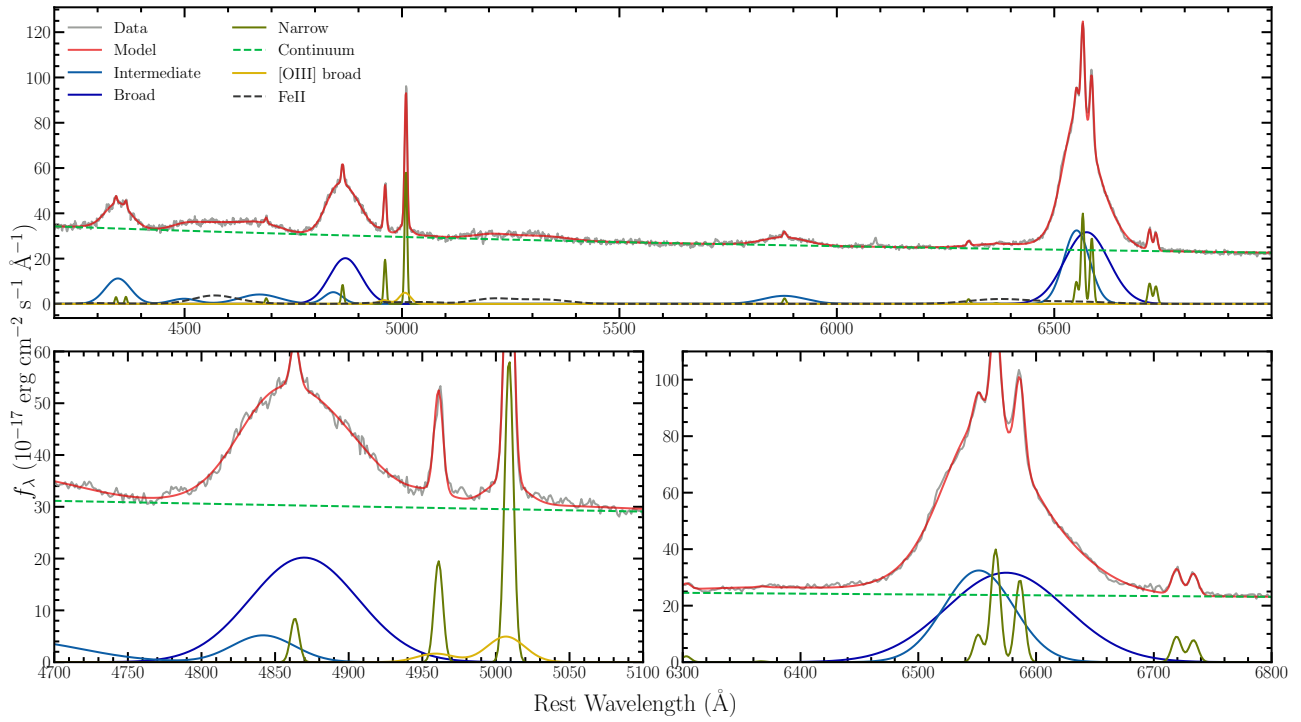 Data
Model
Intermediate
Broad
Narrow
Continuum
[OIII] broad
FeII
0
20
40
60
80
100
120
4500 5000 5500 6000 6500
f_λ (10⁻¹⁷ erg cm⁻² s⁻¹ Å⁻¹)
0
10
20
30
40
50
60
4700 4750 4800 4850 4900 4950 5000 5050 5100
0
20
40
60
80
100
6300 6400 6500 6600 6700 6800
Rest Wavelength (Å)